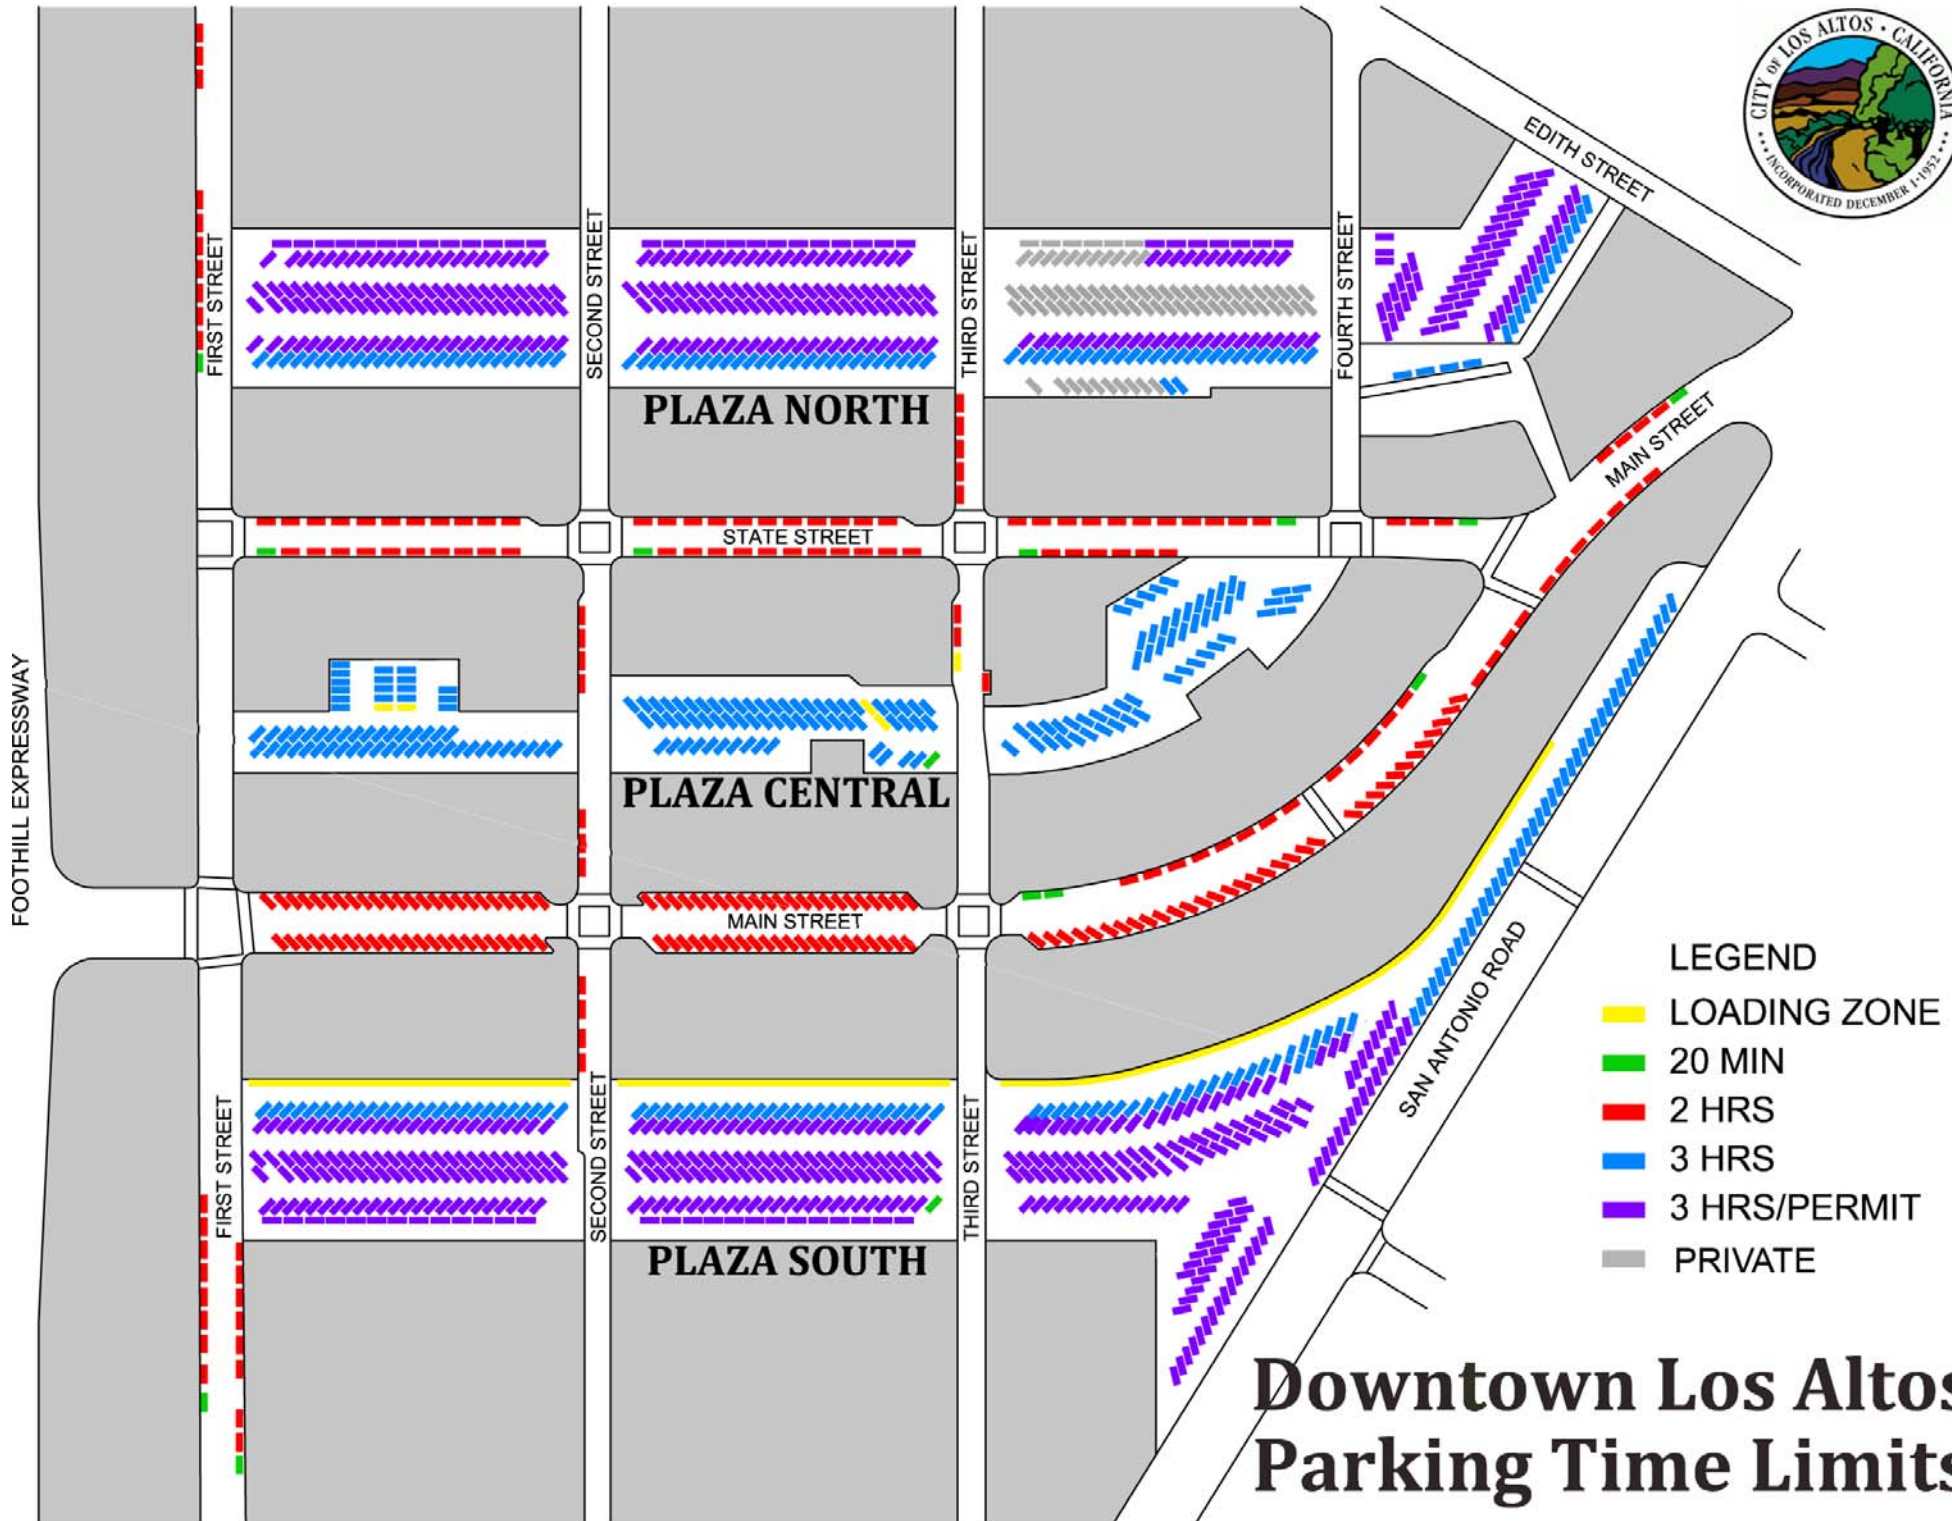 CITY OF LOS ALTOS • CALIFORNIA
••• INCORPORATED DECEMBER 1•1952 •••
EDITH STREET
FIRST STREET
SECOND STREET
THIRD STREET
FOURTH STREET
PLAZA NORTH
MAIN STREET
STATE STREET
FOOTHILL EXPRESSWAY
PLAZA CENTRAL
MAIN STREET
SAN ANTONIO ROAD
FIRST STREET
SECOND STREET
THIRD STREET
PLAZA SOUTH
LEGEND
LOADING ZONE
20 MIN
2 HRS
3 HRS
3 HRS/PERMIT
PRIVATE
Downtown Los Altos
Parking Time Limits